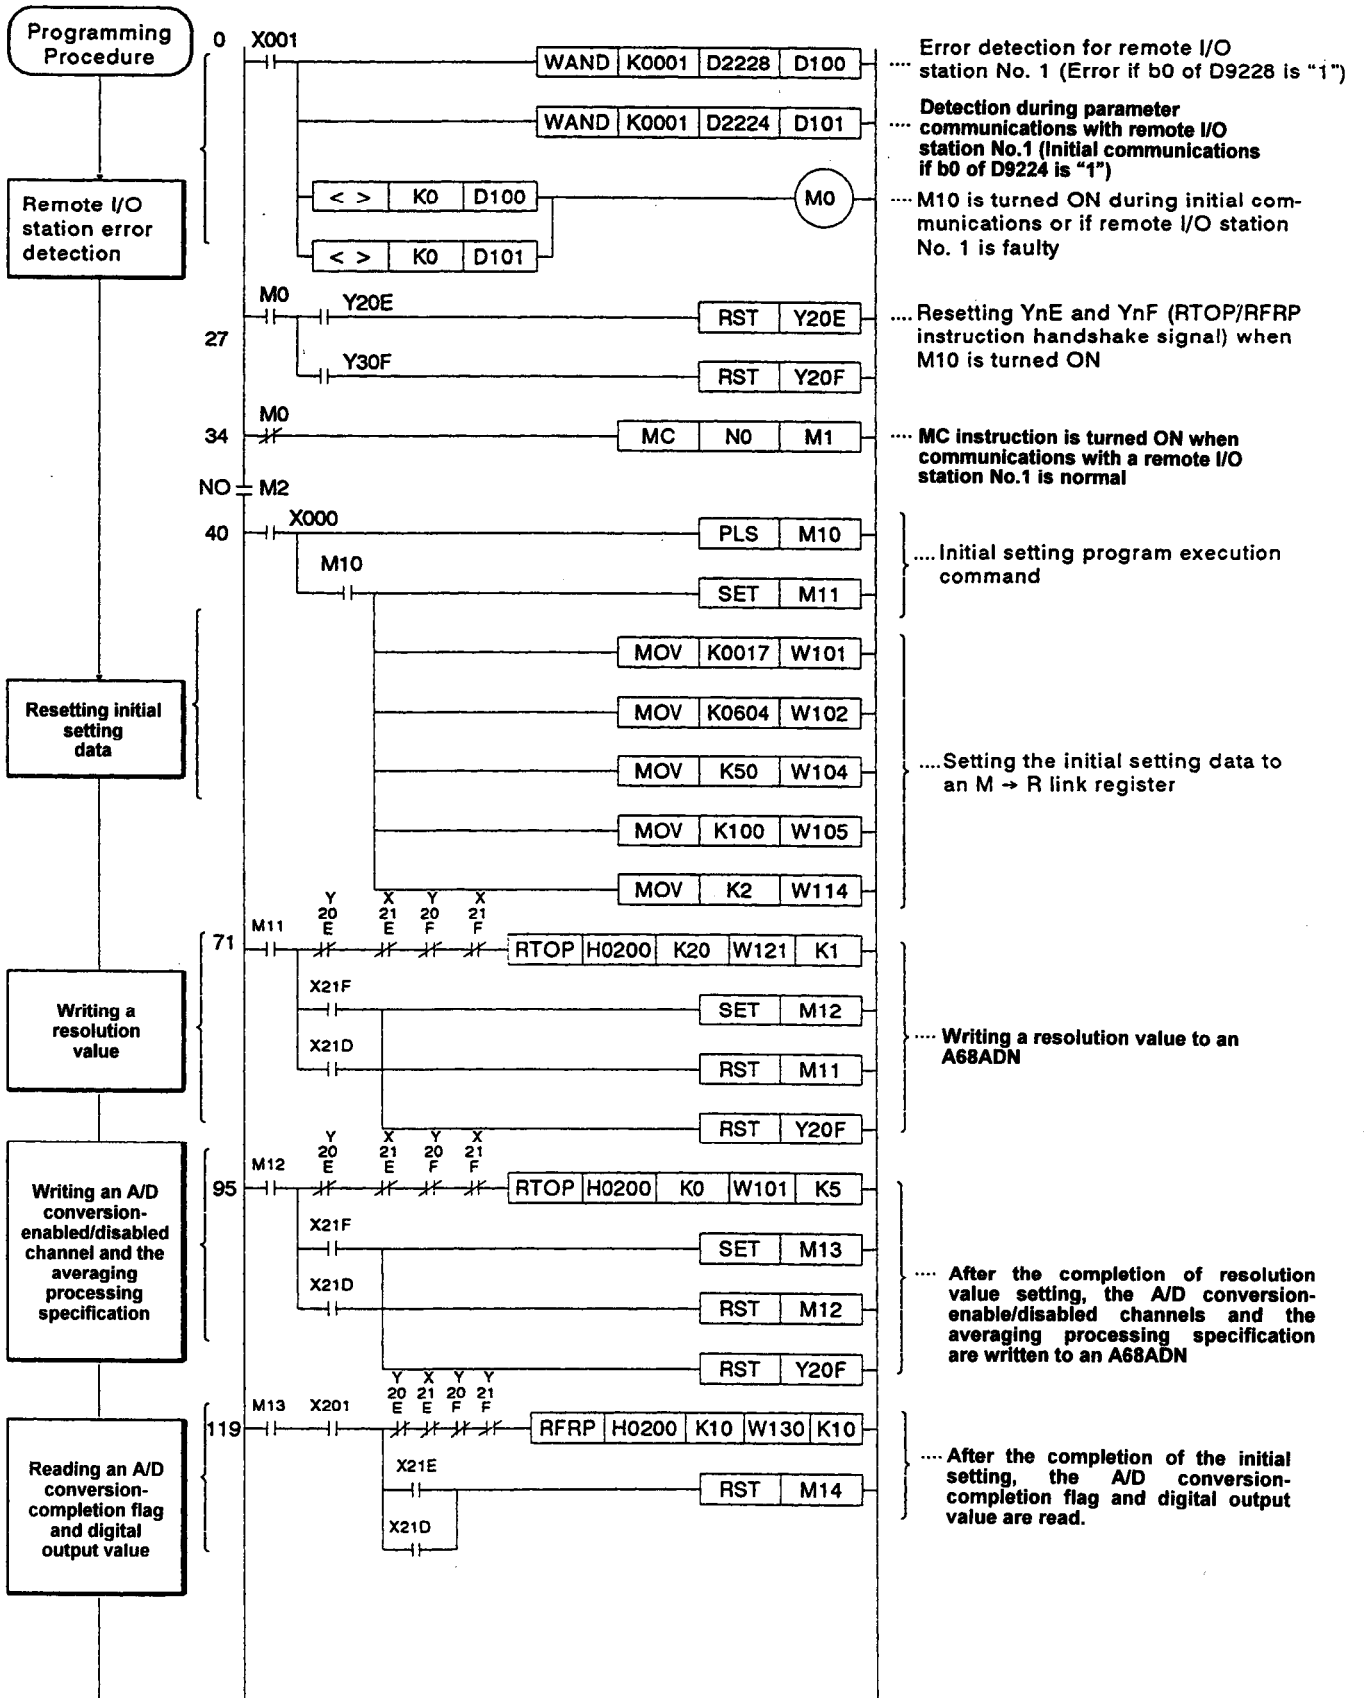 Programming
Procedure
0
X001
WAND K0001 D2228 D100
.... Error detection for remote I/O
station No. 1 (Error if b0 of D9228 is "1")
WAND K0001 D2224 D101
.... Detection during parameter
communications with remote I/O
station No.1 (Initial communications
if b0 of D9224 is "1")
Remote I/O
station error
detection
< > K0 D100
M0
.... M10 is turned ON during initial com-
munications or if remote I/O station
No. 1 is faulty
< > K0 D101
27
M0
Y20E
RST Y20E
.... Resetting YnE and YnF (RTOP/RFRP
instruction handshake signal) when
M10 is turned ON
Y30F
RST Y20F
34
M0
MC N0 M1
.... MC instruction is turned ON when
communications with a remote I/O
station No.1 is normal
NO M2
40
X000
PLS M10
.... Initial setting program execution
command
M10
SET M11
Resetting initial
setting
data
MOV K0017 W101
MOV K0604 W102
MOV K50 W104
.... Setting the initial setting data to
an M → R link register
MOV K100 W105
MOV K2 W114
71
M11
Y20E
X21E
Y20F
X21F
RTOP H0200 K20 W121 K1
Writing a
resolution
value
X21F
SET M12
.... Writing a resolution value to an
A68ADN
X21D
RST M11
RST Y20F
Writing an A/D
conversion-
enabled/disabled
channel and the
averaging
processing
specification
95
M12
Y20E
X21E
Y20F
X21F
RTOP H0200 K0 W101 K5
X21F
SET M13
X21D
RST M12
.... After the completion of resolution
value setting, the A/D conversion-
enable/disabled channels and the
averaging processing specification
are written to an A68ADN
RST Y20F
Reading an A/D
conversion-
completion flag
and digital
output value
119
M13
X201
Y20E
X21E
Y20F
Y21F
RFRP H0200 K10 W130 K10
.... After the completion of the initial
setting, the A/D conversion-
completion flag and digital output
value are read.
X21E
RST M14
X21D